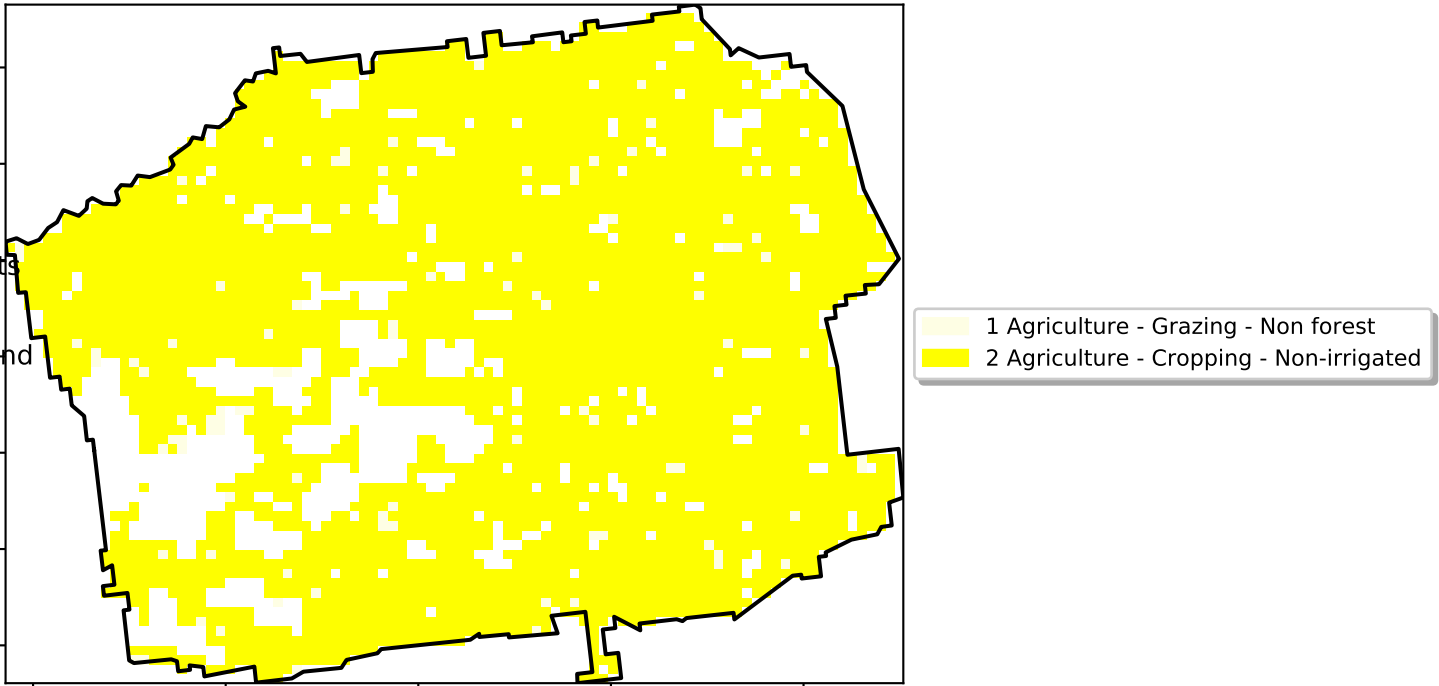 ts
nd
1 Agriculture - Grazing - Non forest
2 Agriculture - Cropping - Non-irrigated